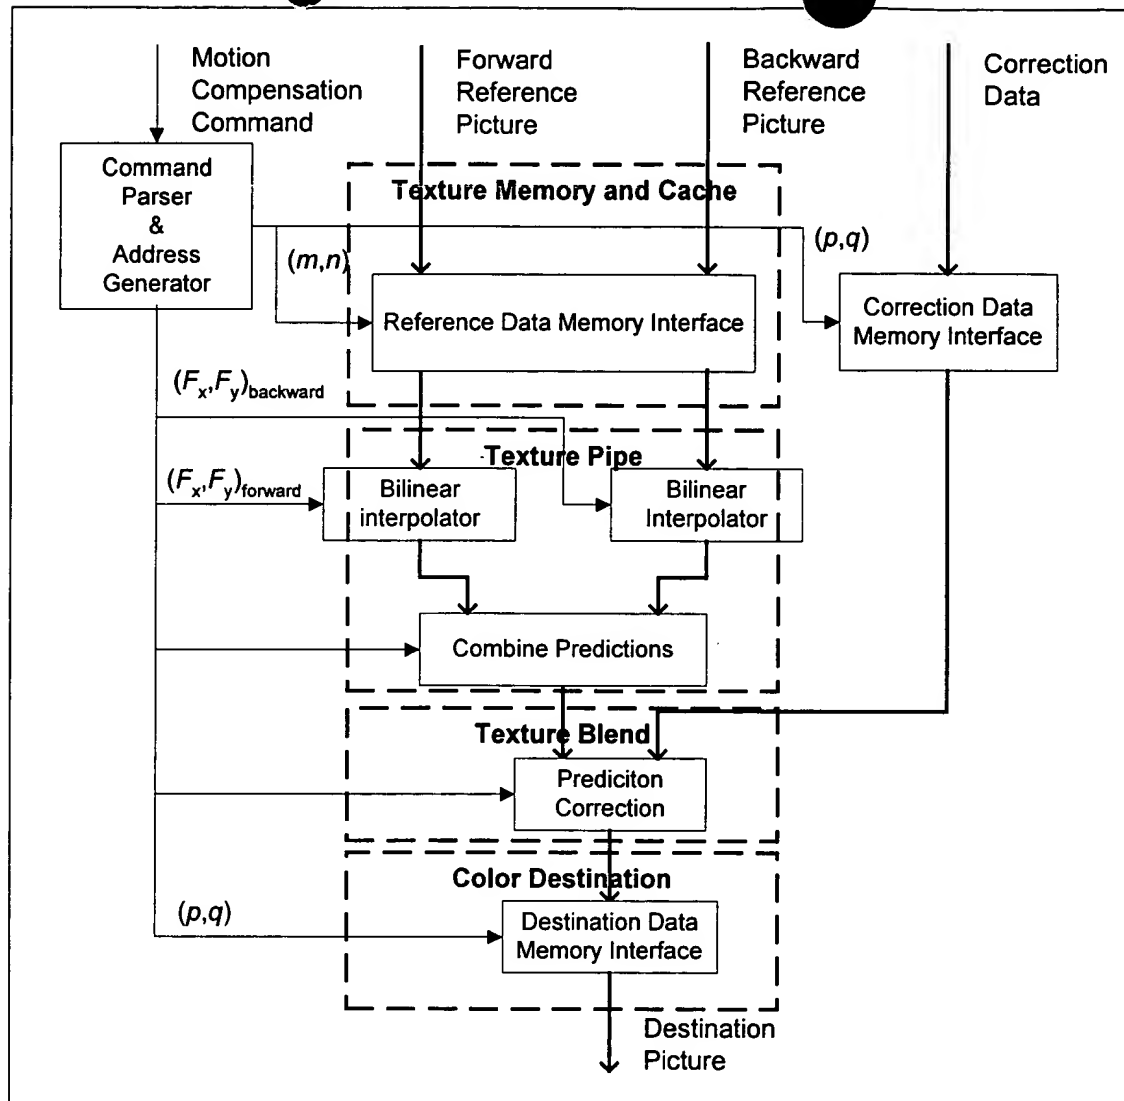 Motion
Compensation
Command
Forward
Reference
Picture
Backward
Reference
Picture
Correction
Data
Command
Parser
&
Address
Generator
Texture Memory and Cache
(m,n)
(p,q)
Reference Data Memory Interface
Correction Data
Memory Interface
(Fx,Fy)backward
Texture Pipe
(Fx,Fy)forward
Bilinear
interpolator
Bilinear
Interpolator
Combine Predictions
Texture Blend
Prediciton
Correction
Color Destination
(p,q)
Destination Data
Memory Interface
Destination
Picture